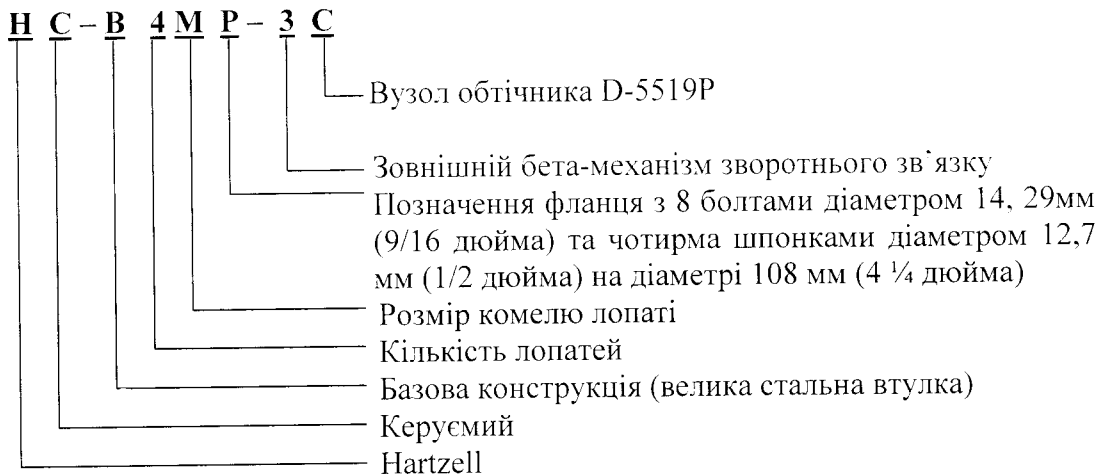 Н С – В 4 М Р – 3 С
Вузол обтічника D-5519P
Зовнішній бета-механізм зворотнього зв`язку
Позначення фланця з 8 болтами діаметром 14, 29мм
(9/16 дюйма) та чотирма шпонками діаметром 12,7
мм (1/2 дюйма) на діаметрі 108 мм (4 ¼ дюйма)
Розмір комелю лопаті
Кількість лопатей
Базова конструкція (велика стальна втулка)
Керуємий
Hartzell